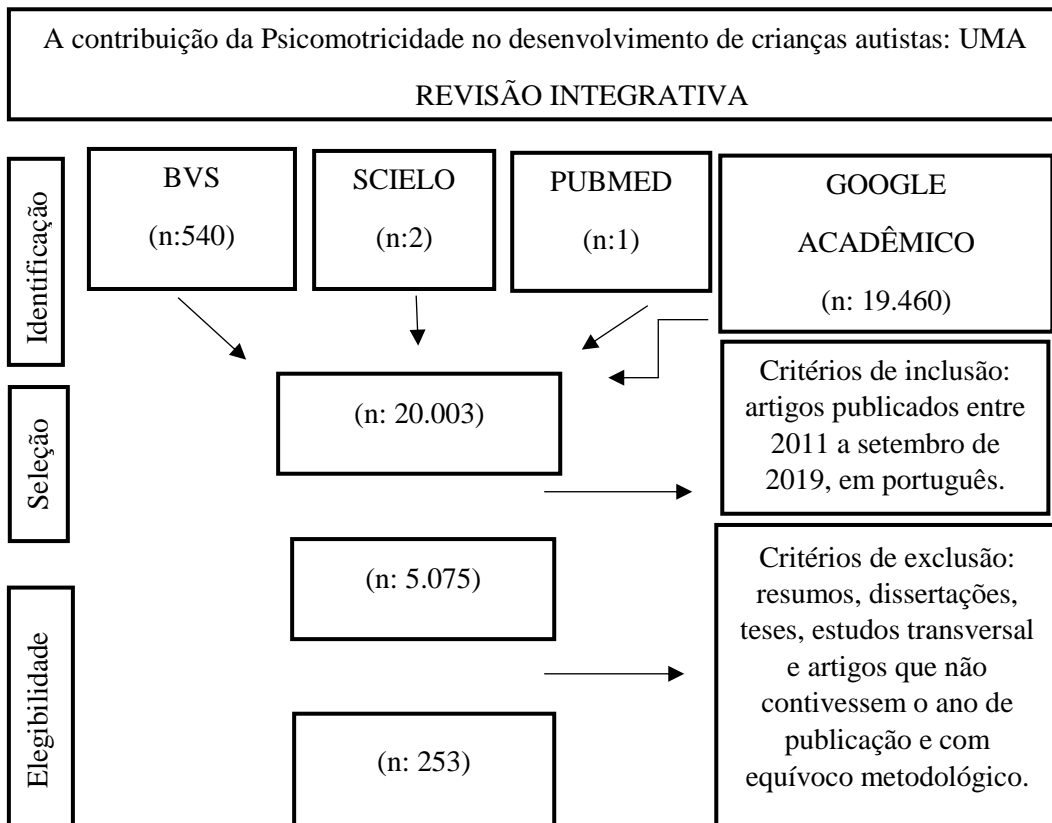 A contribuição da Psicomotricidade no desenvolvimento de crianças autistas: UMA
REVISÃO INTEGRATIVA
Identificação
BVS
(n:540)
SCIELO
(n:2)
PUBMED
(n:1)
GOOGLE
ACADÊMICO
(n: 19.460)
Seleção
(n: 20.003)
Critérios de inclusão:
artigos publicados entre
2011 a setembro de
2019, em português.
Elegibilidade
(n: 5.075)
(n: 253)
Critérios de exclusão:
resumos, dissertações,
teses, estudos transversal
e artigos que não
contivessem o ano de
publicação e com
equívoco metodológico.